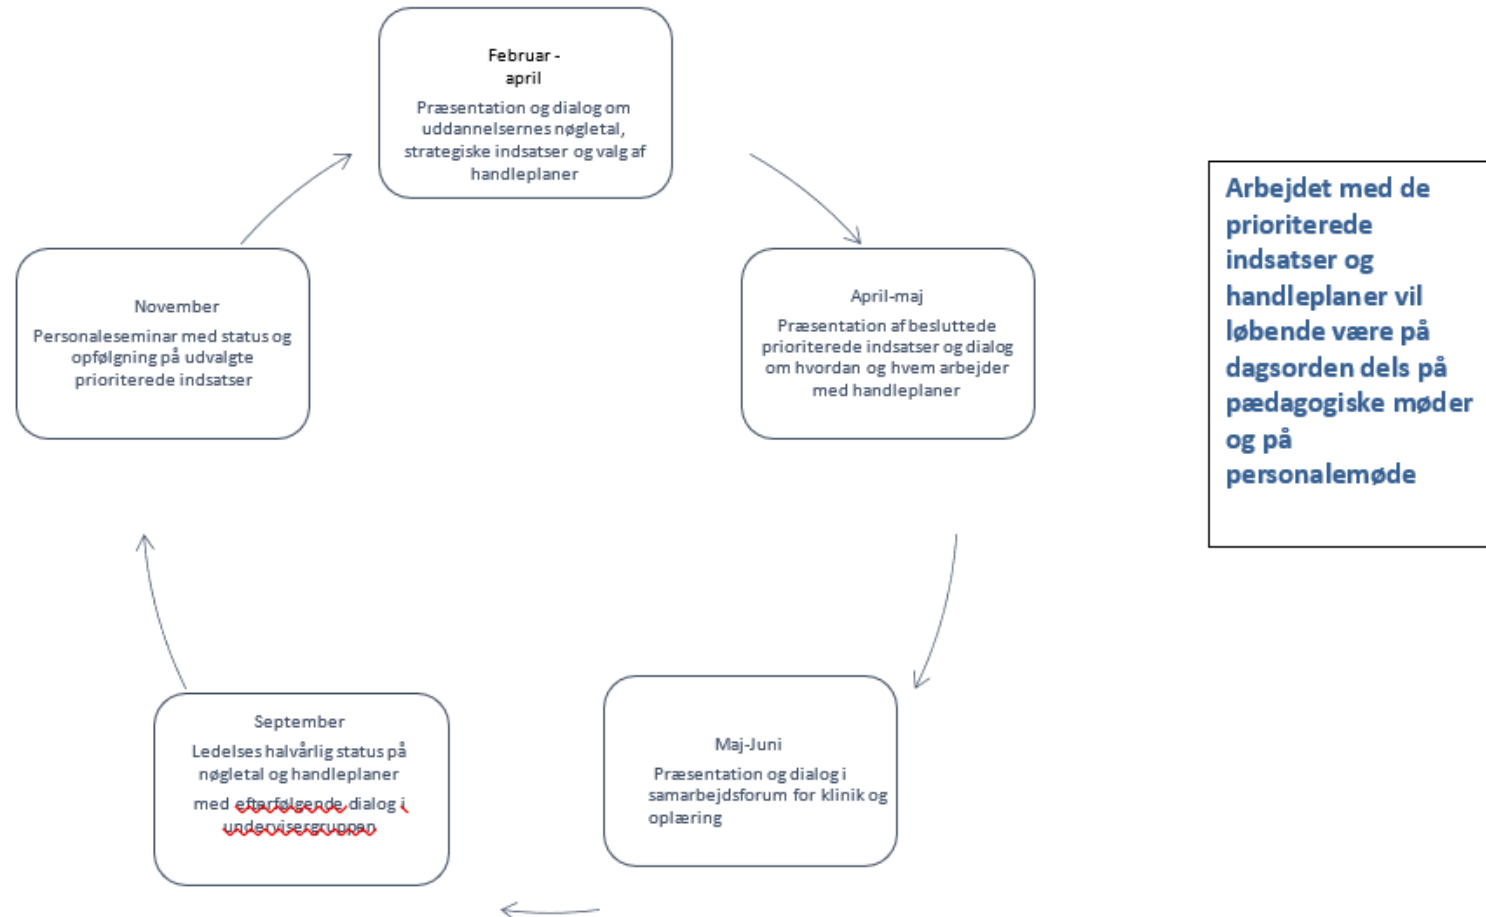 Februar -
april
Præsentation og dialog om
uddannelsernes nøgletal,
strategiske indsatser og valg af
handleplaner
April-maj
Præsentation af besluttede
prioriterede indsatser og dialog
om hvordan og hvem arbejder
med handleplaner
Maj-Juni
Præsentation og dialog i
samarbejdsforum for klinik og
oplæring
September
Ledelses halvårlig status på
nøgletal og handleplaner
med efterfølgende dialog i
undervisergruppen
November
Personaleseminar med status og
opfølgning på udvalgte
prioriterede indsatser
Arbejdet med de
prioriterede
indsatser og
handleplaner vil
løbende være på
dagsorden dels på
pædagogiske møder
og på
personalemøde